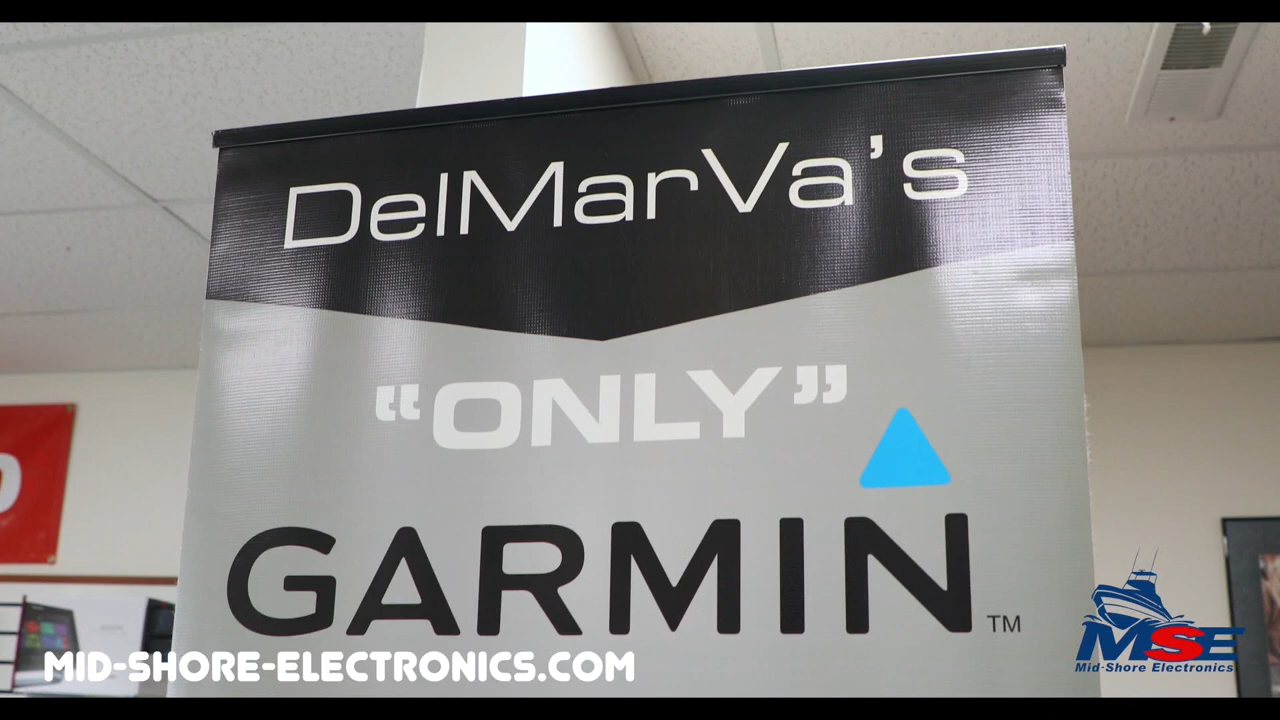 DelMarVa's
"ONLY"
GARMIN™
MID-SHORE-ELECTRONICS.COM
MSE
Mid-Shore Electronics